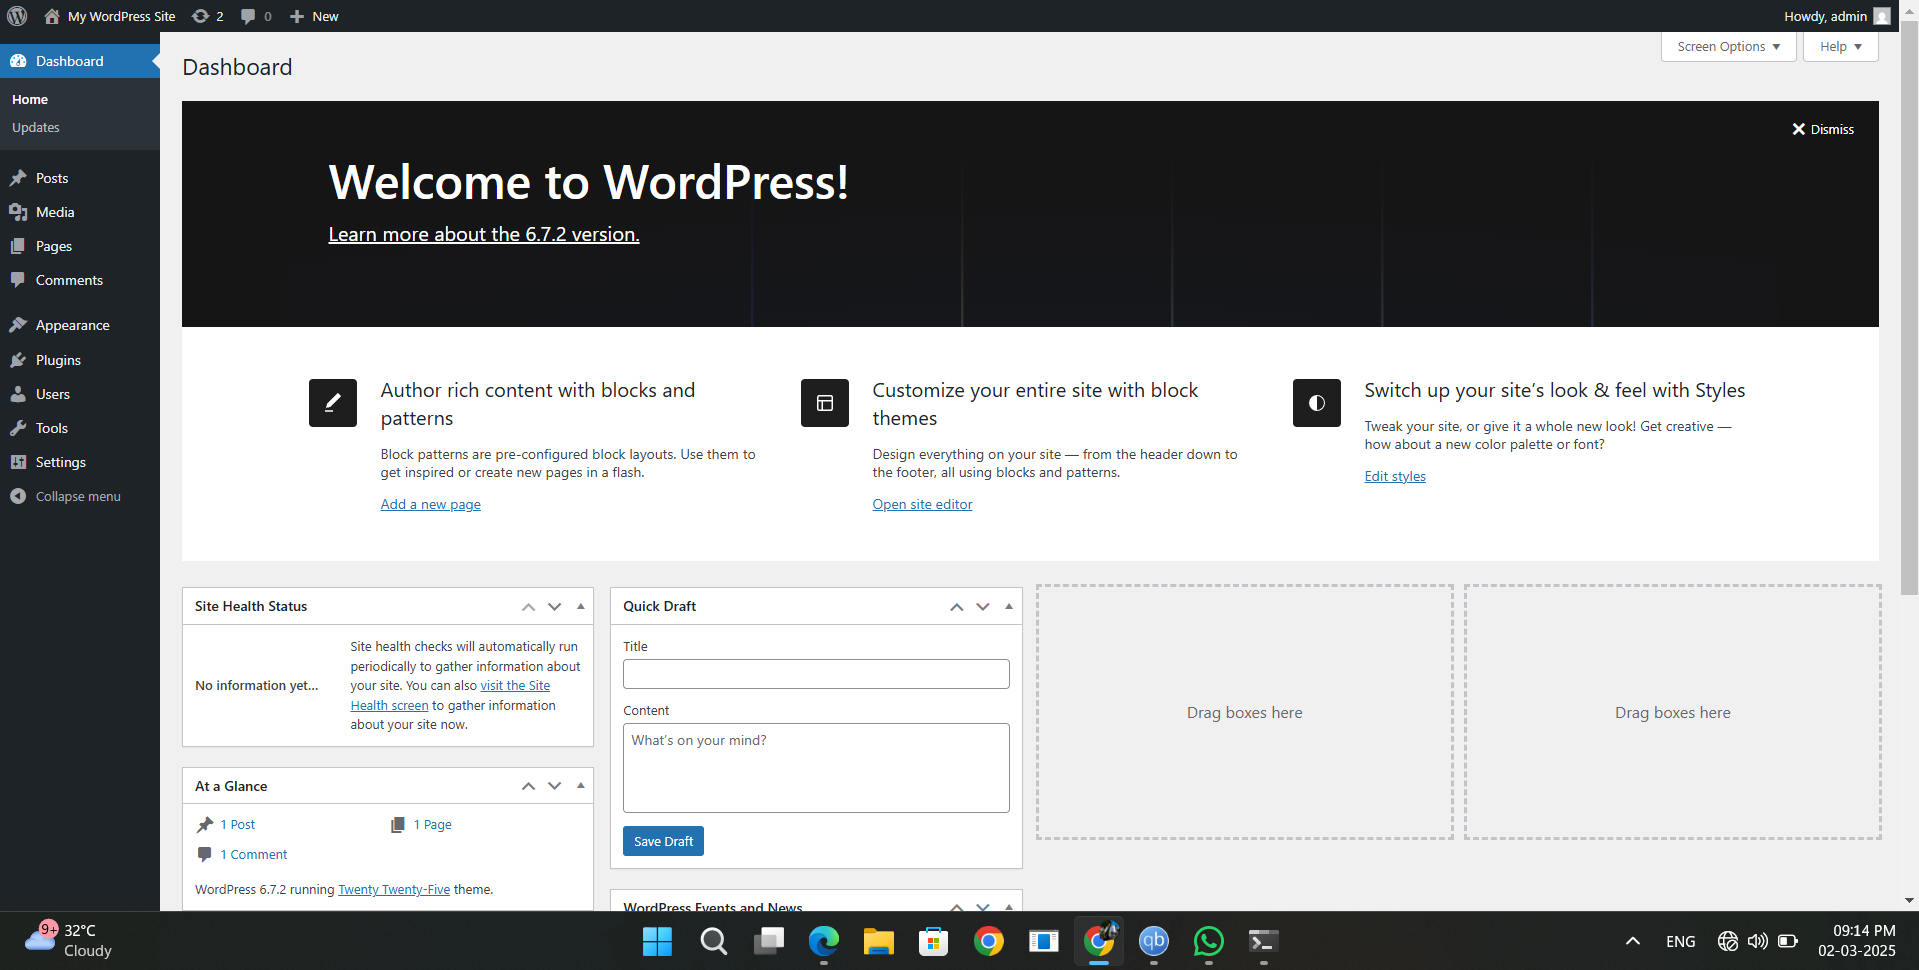 My WordPress Site 2 0 New Howdy, admin
Dashboard
Home
Updates
Posts
Media
Pages
Comments
Appearance
Plugins
Users
Tools
Settings
Collapse menu
Screen Options Help
Dashboard
Dismiss
Welcome to WordPress!
Learn more about the 6.7.2 version.
Author rich content with blocks and
patterns
Block patterns are pre-configured block layouts. Use them to
get inspired or create new pages in a flash.
Add a new page
Customize your entire site with block
themes
Design everything on your site — from the header down to
the footer, all using blocks and patterns.
Open site editor
Switch up your site’s look & feel with Styles
Tweak your site, or give it a whole new look! Get creative —
how about a new color palette or font?
Edit styles
Site Health Status
No information yet...
Site health checks will automatically run
periodically to gather information about
your site. You can also visit the Site
Health screen to gather information
about your site now.
At a Glance
1 Post 1 Page
1 Comment
WordPress 6.7.2 running Twenty Twenty-Five theme.
Quick Draft
Title
Content
What’s on your mind?
Save Draft
WordPress Events and News
Drag boxes here
Drag boxes here
9+
32°C
Cloudy
qb
ENG
09:14 PM
02-03-2025